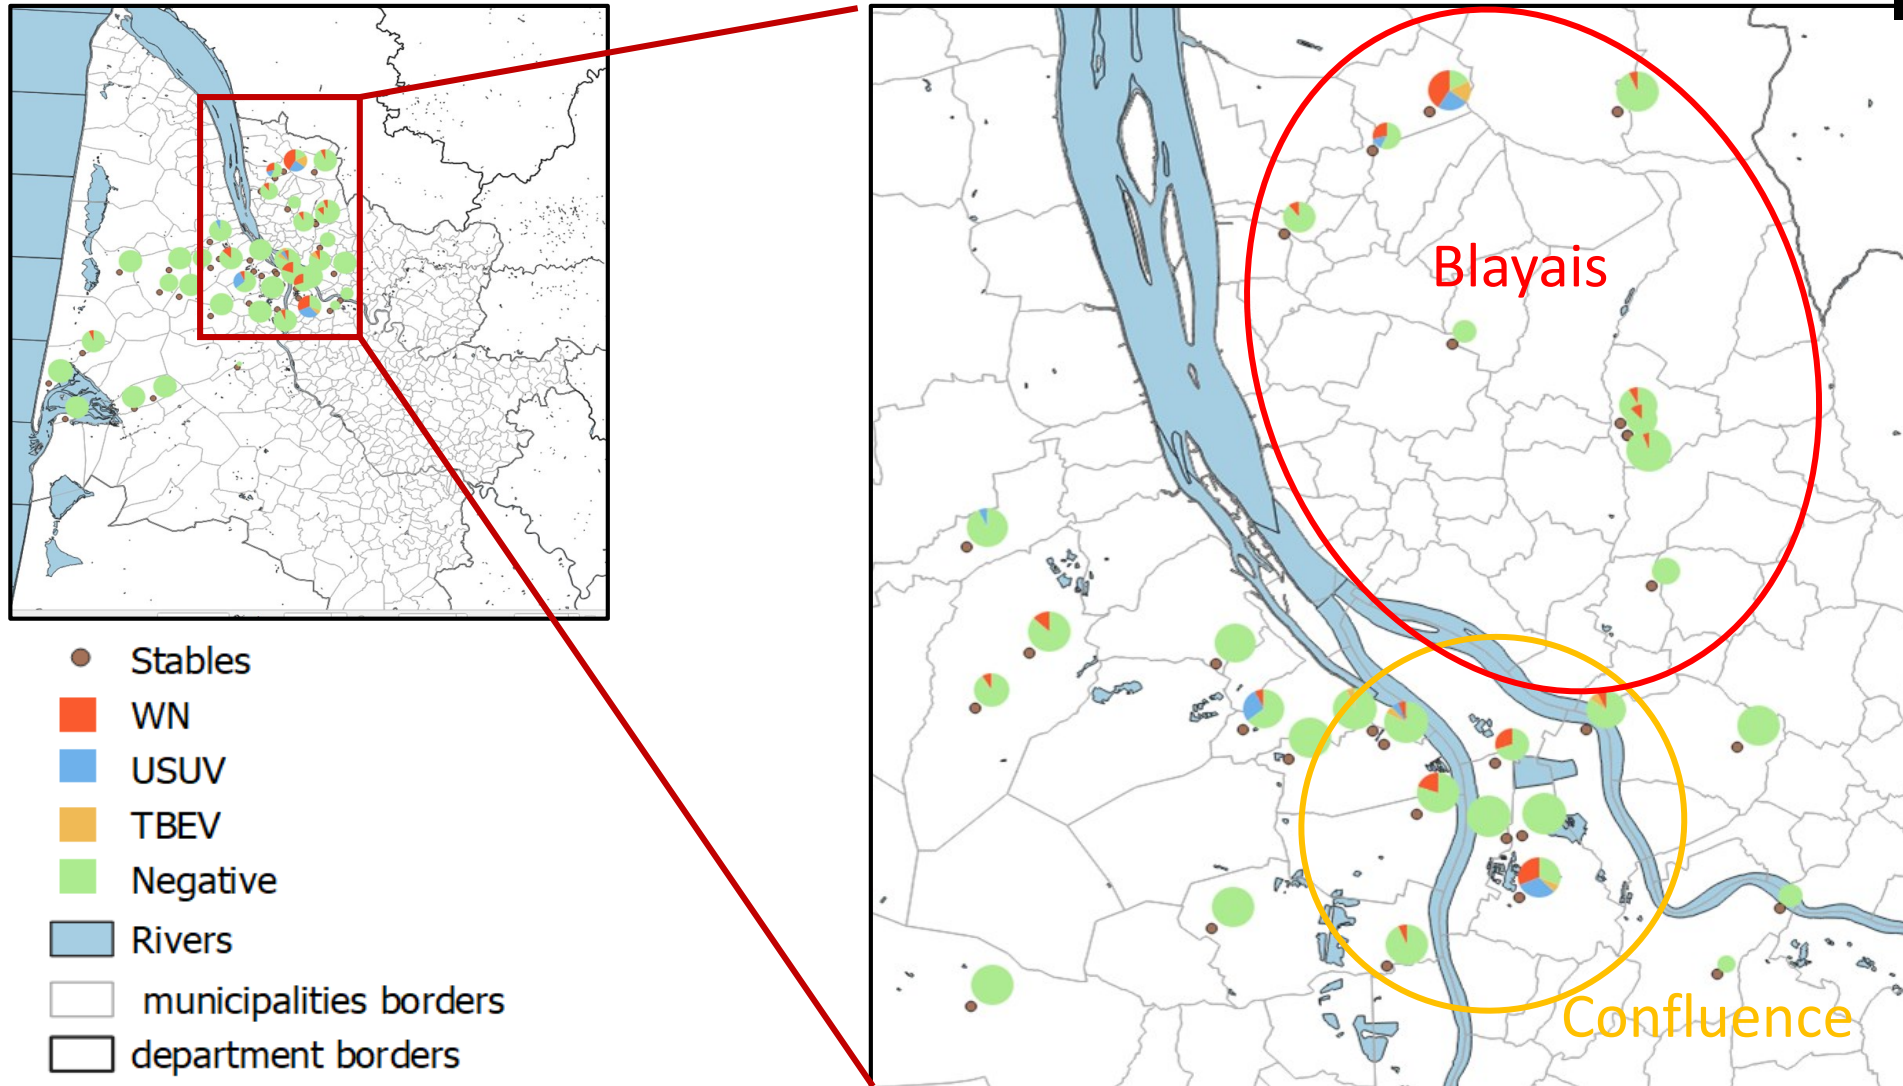 Stables
WN
USUV
TBEV
Negative
Rivers
municipalities borders
department borders
Blayais
Confluence